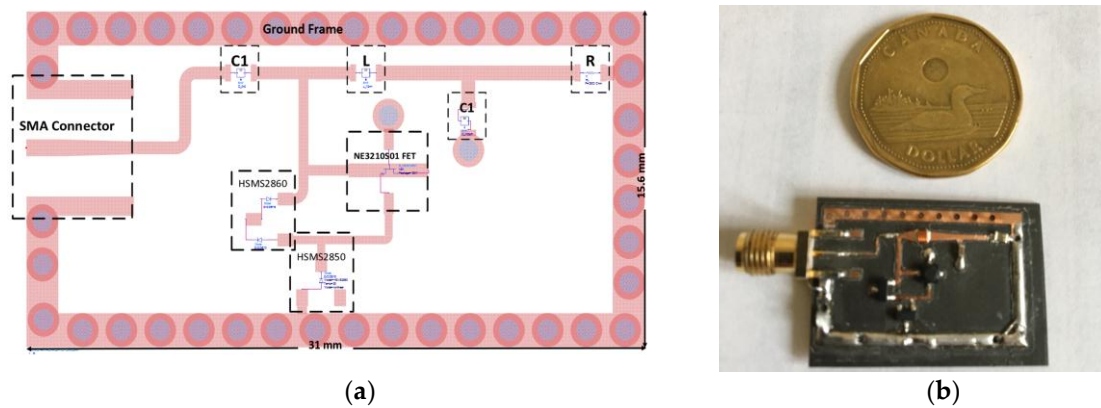 Ground Frame
C1
L
R
SMA Connector
C1
NE3210S01 FET
HSMS2860
HSMS2850
15.6 mm
31 mm
CANADA
DOLLAR
(a)
(b)